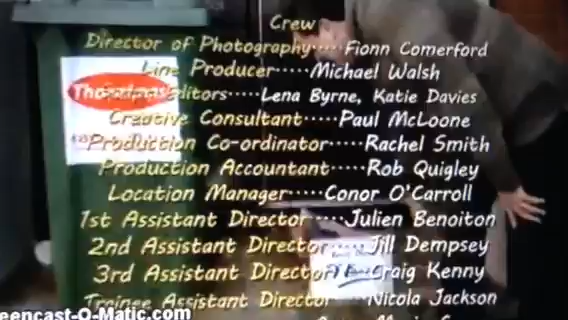 Crew
Director of Photography.....Fionn Comerford
Line Producer.....Michael Walsh
Editors.....Lena Byrne, Katie Davies
Creative Consultant.....Paul McLoone
Production Co-ordinator.....Rachel Smith
Production Accountant.....Rob Quigley
Location Manager.....Conor O'Carroll
1st Assistant Director.....Julien Benoiton
2nd Assistant Director.....Jill Dempsey
3rd Assistant Director.....Craig Kenny
Trainee Assistant Director.....Nicola Jackson
eencast-O-Matic.com